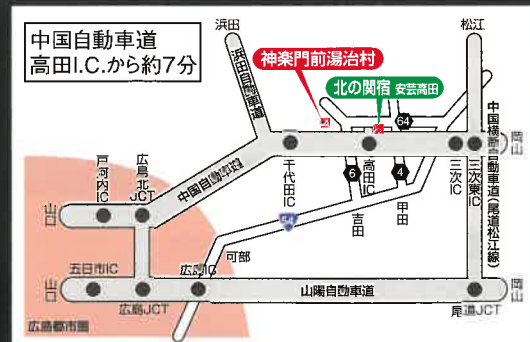 中国自動車道
高田I.C.から約7分
浜田
松江
神楽門前湯治村
北の関宿 安芸高田
浜田自動車道
64
中国横断自動車道(尾道松江線)
岡山
戸河内IC
広島北JCT
中国自動車道
千代田IC
高田IC
三次IC
三次東IC
6
4
吉田
甲田
山口
54
可部
五日市IC
広島IC
山口
山陽自動車道
岡山
広島JCT
尾道JCT
広島都市圏